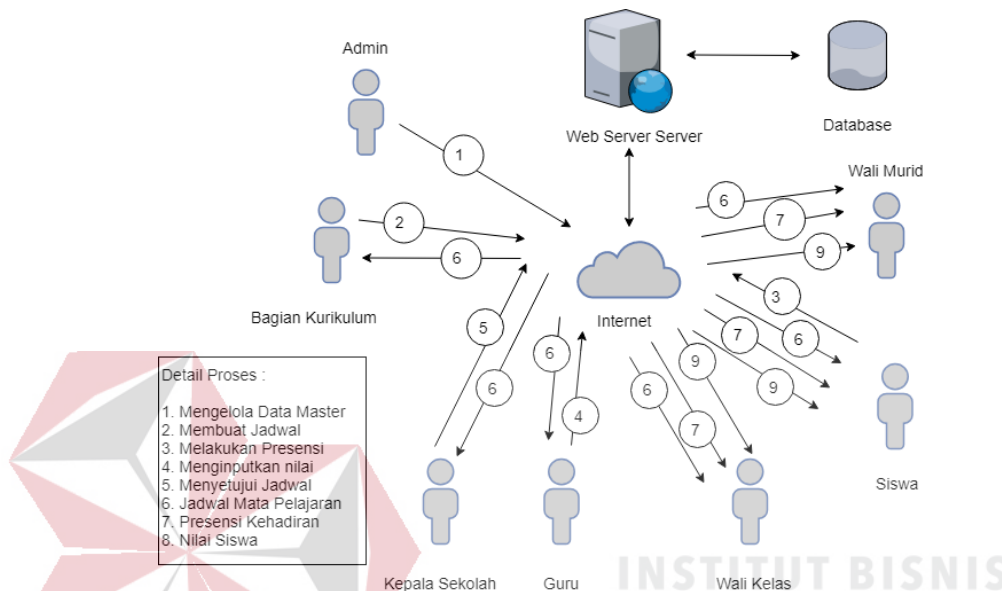 Admin
Web Server Server
Database
Wali Murid
1
6
2
7
6
9
Bagian Kurikulum
Internet
3
5
7
6
6
6
9
6
9
4
7
Detail Proses :
1. Mengelola Data Master
2. Membuat Jadwal
3. Melakukan Presensi
4. Menginputkan nilai
5. Menyetujui Jadwal
6. Jadwal Mata Pelajaran
7. Presensi Kehadiran
8. Nilai Siswa
Siswa
Kepala Sekolah
Guru
Wali Kelas
INSTITUT BISNIS